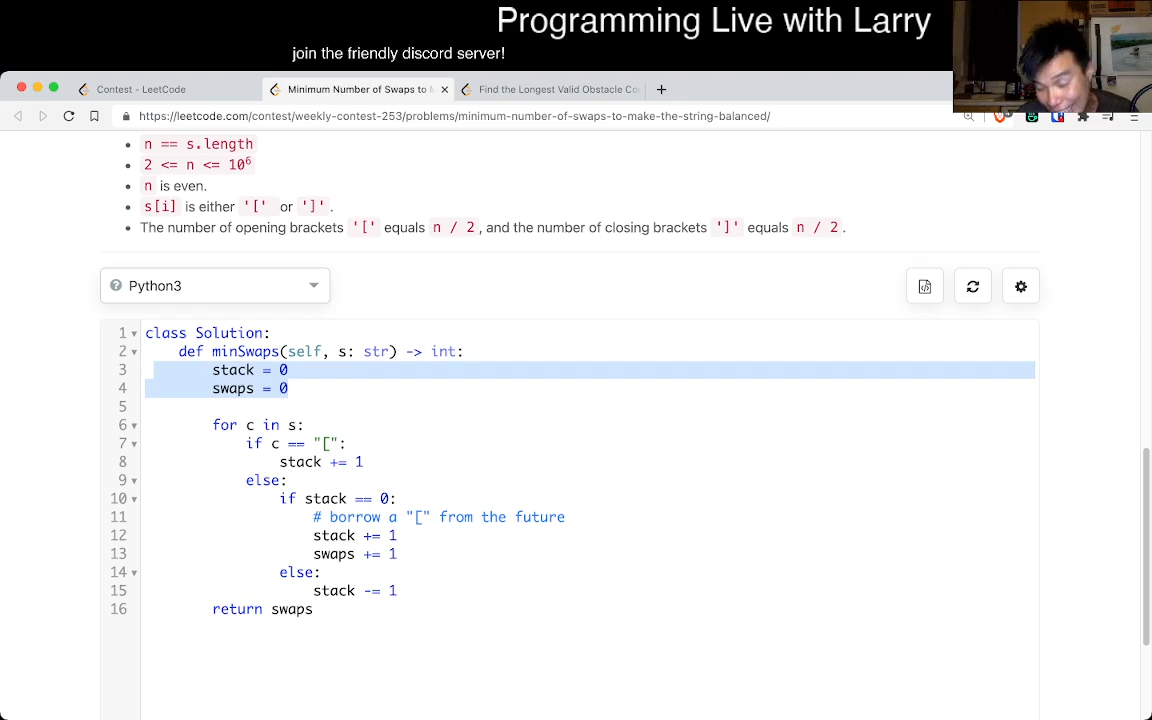 Programming Live with Larry
join the friendly discord server!
Contest - LeetCode
Minimum Number of Swaps to
Find the Longest Valid Obstacle Co
https://leetcode.com/contest/weekly-contest-253/problems/minimum-number-of-swaps-to-make-the-string-balanced/
• n == s.length
• 2 <= n <= 10⁶
• n is even.
• s[i] is either '[' or ']'.
• The number of opening brackets '[' equals n / 2, and the number of closing brackets ']' equals n / 2.
Python3
1 class Solution:
2     def minSwaps(self, s: str) -> int:
3         stack = 0
4         swaps = 0
5
6         for c in s:
7             if c == "[":
8                 stack += 1
9             else:
10                 if stack == 0:
11                     # borrow a "[" from the future
12                     stack += 1
13                     swaps += 1
14                 else:
15                     stack -= 1
16         return swaps